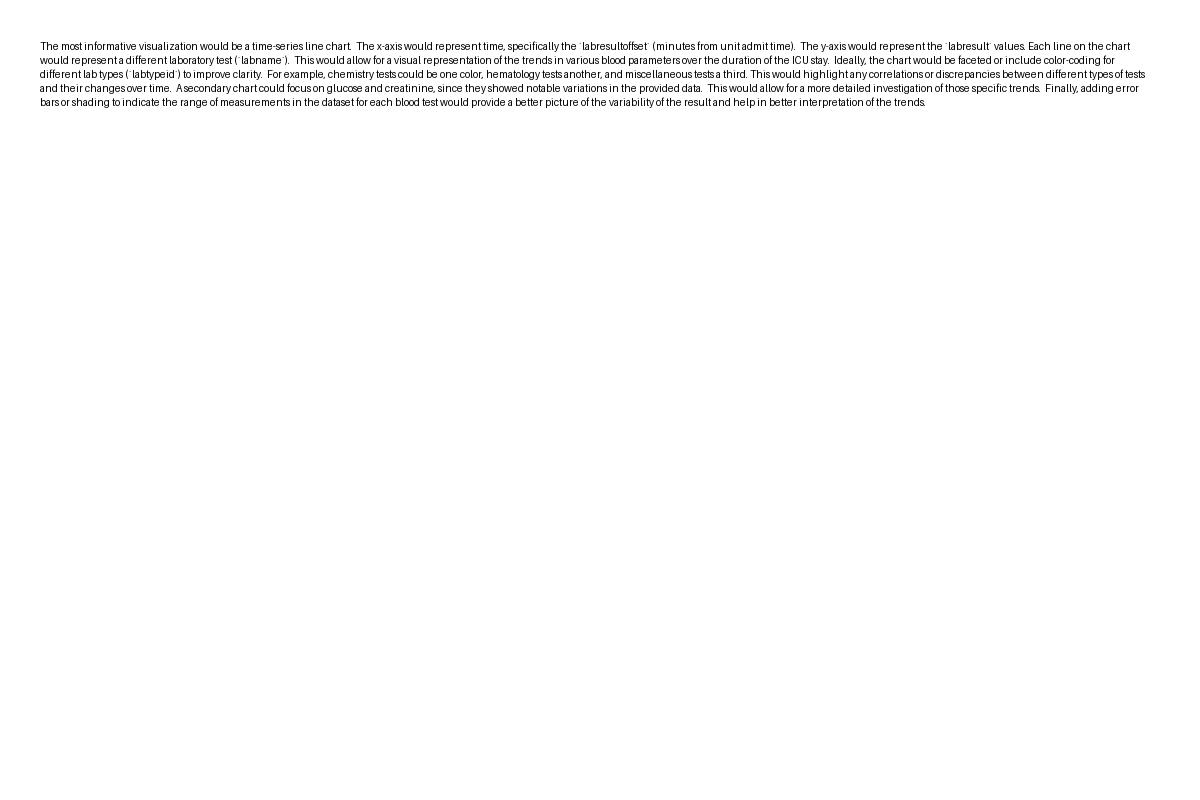 The most informative visualization would be a time-series line chart.  The x-axis would represent time, specifically the `labresultoffset` (minutes from unit admit time).  The y-axis would represent the `labresult` values. Each line on the chart
would represent a different laboratory test (`labname`).  This would allow for a visual representation of the trends in various blood parameters over the duration of the ICU stay.  Ideally, the chart would be faceted or include color-coding for
different lab types (`labtypeid`) to improve clarity.  For example, chemistry tests could be one color, hematology tests another, and miscellaneous tests a third. This would highlight any correlations or discrepancies between different types of tests
and their changes over time.  A secondary chart could focus on glucose and creatinine, since they showed notable variations in the provided data.  This would allow for a more detailed investigation of those specific trends.  Finally, adding error
bars or shading to indicate the range of measurements in the dataset for each blood test would provide a better picture of the variability of the result and help in better interpretation of the trends.